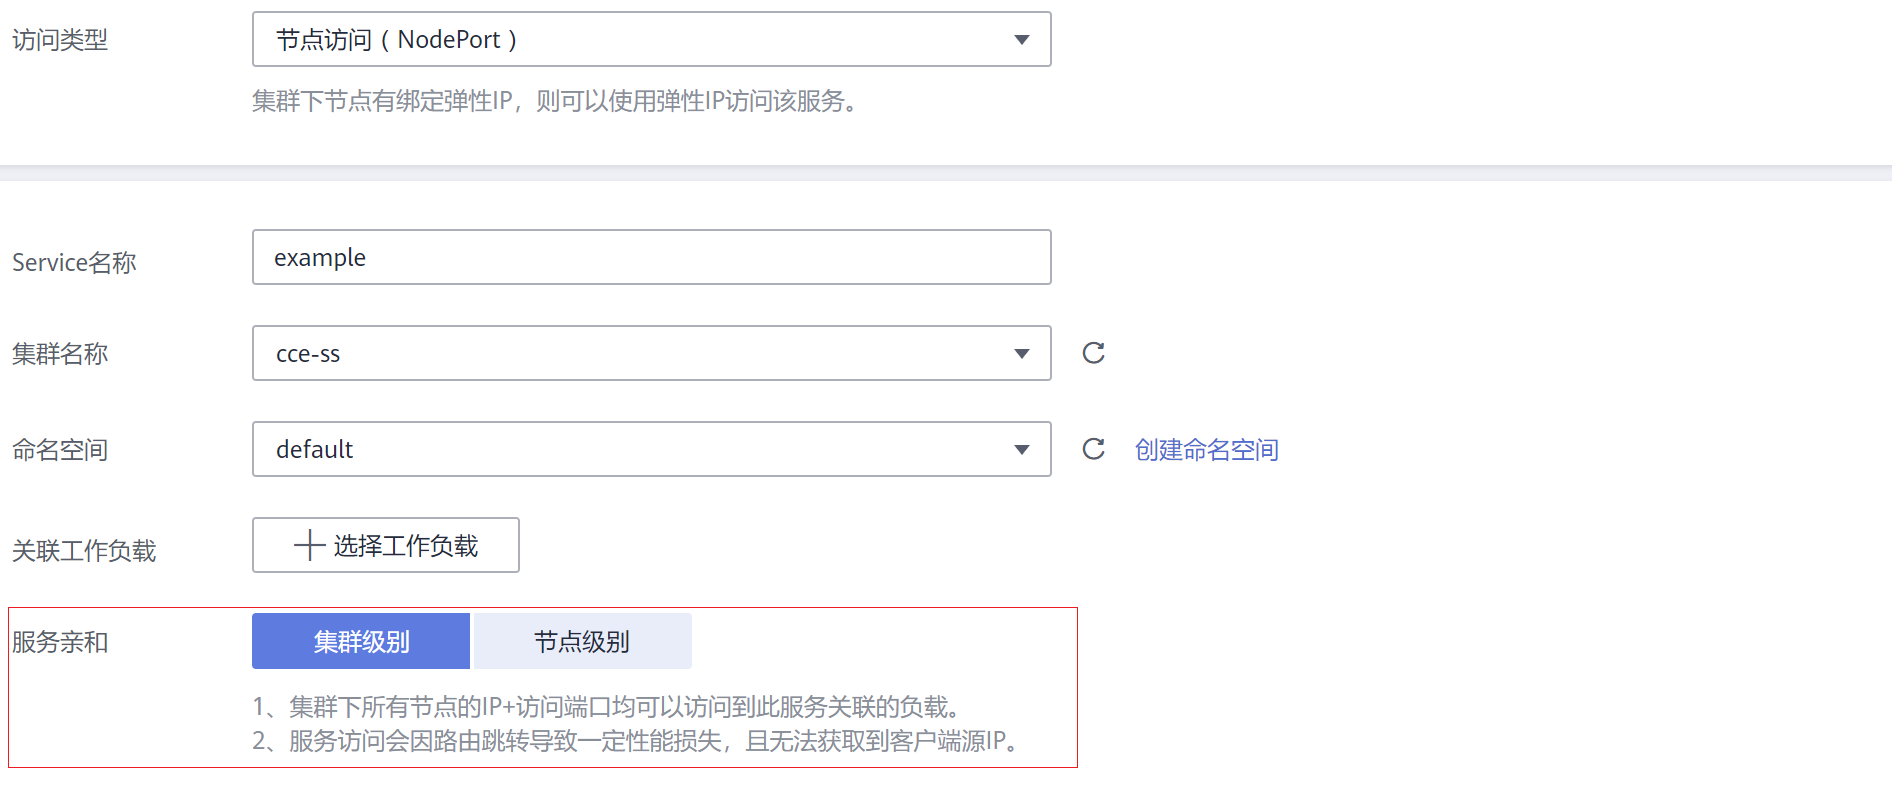 访问类型
节点访问（NodePort）
集群下节点有绑定弹性IP，则可以使用弹性IP访问该服务。
Service名称
example
集群名称
cce-ss
命名空间
default
创建命名空间
关联工作负载
选择工作负载
服务亲和
集群级别
节点级别
1、集群下所有节点的IP+访问端口均可以访问到此服务关联的负载。
2、服务访问会因路由跳转导致一定性能损失，且无法获取到客户端源IP。